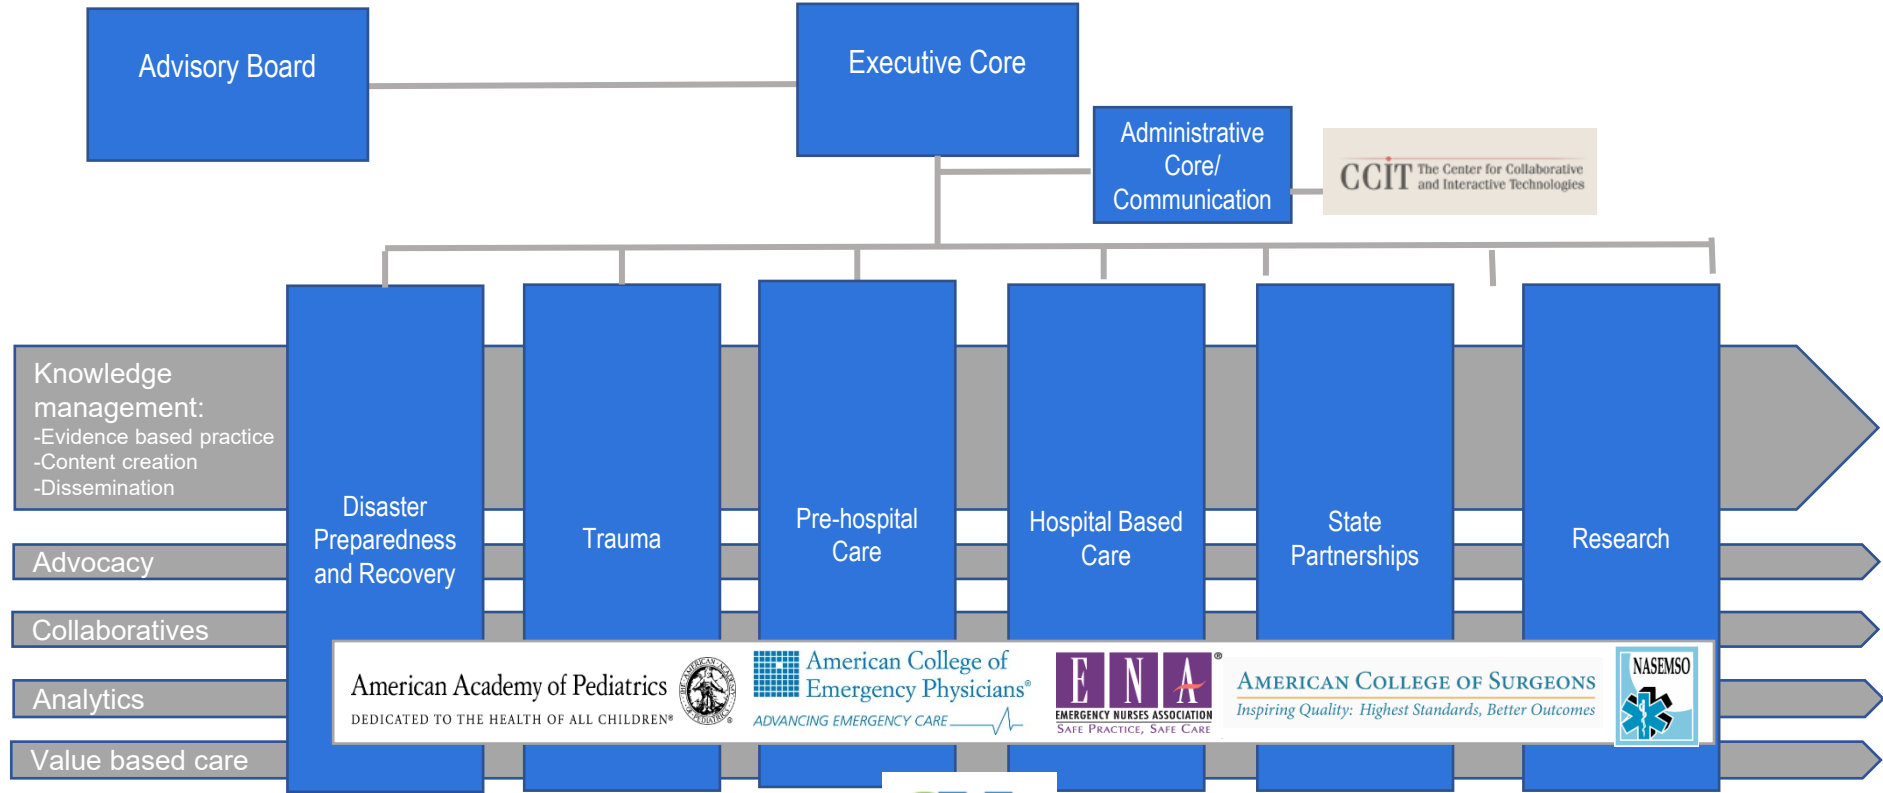 Advisory Board
Executive Core
Administrative
Core/
Communication
CCIT
The Center for Collaborative
and Interactive Technologies
Knowledge
management:
-Evidence based practice
-Content creation
-Dissemination
Advocacy
Collaboratives
Analytics
Value based care
Disaster
Preparedness
and Recovery
Trauma
Pre-hospital
Care
Hospital Based
Care
State
Partnerships
Research
American Academy of Pediatrics
DEDICATED TO THE HEALTH OF ALL CHILDREN®
American College of
Emergency Physicians®
ADVANCING EMERGENCY CARE
ENA®
EMERGENCY NURSES ASSOCIATION
SAFE PRACTICE, SAFE CARE
AMERICAN COLLEGE OF SURGEONS
Inspiring Quality: Highest Standards, Better Outcomes
NASEMSO